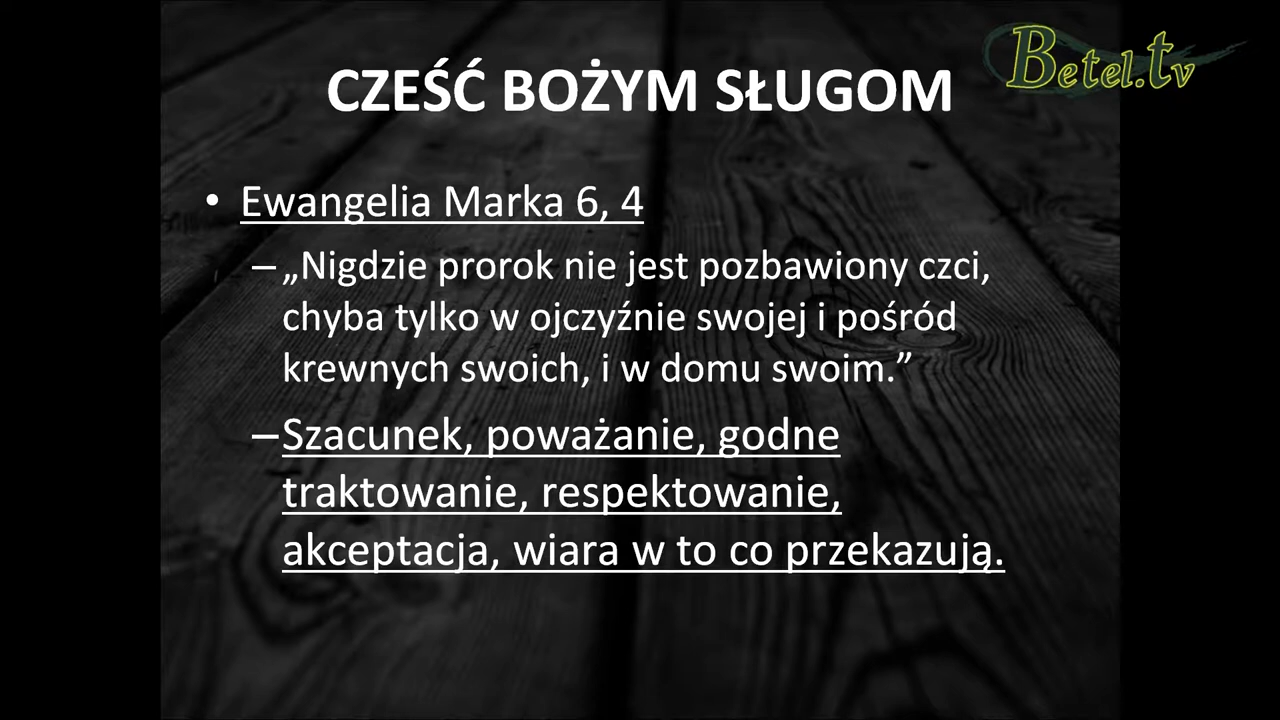 Betel.tv
CZEŚĆ BOŻYM SŁUGOM
• Ewangelia Marka 6, 4
– „Nigdzie prorok nie jest pozbawiony czci,
chyba tylko w ojczyźnie swojej i pośród
krewnych swoich, i w domu swoim.”
– Szacunek, poważanie, godne
traktowanie, respektowanie,
akceptacja, wiara w to co przekazują.